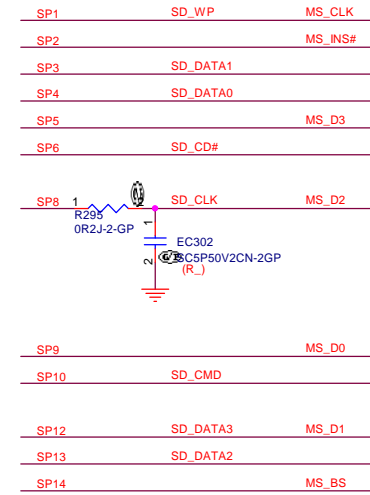 SP1 SD_WP MS_CLK
SP2 MS_INS#
SP3 SD_DATA1
SP4 SD_DATA0
SP5 MS_D3
SP6 SD_CD#
SP8 1 SD_CLK MS_D2
R295
0R2J-2-GP
1
EC302
2 SC5P50V2CN-2GP
(R_)
SP9 MS_D0
SP10 SD_CMD
SP12 SD_DATA3 MS_D1
SP13 SD_DATA2
SP14 MS_BS